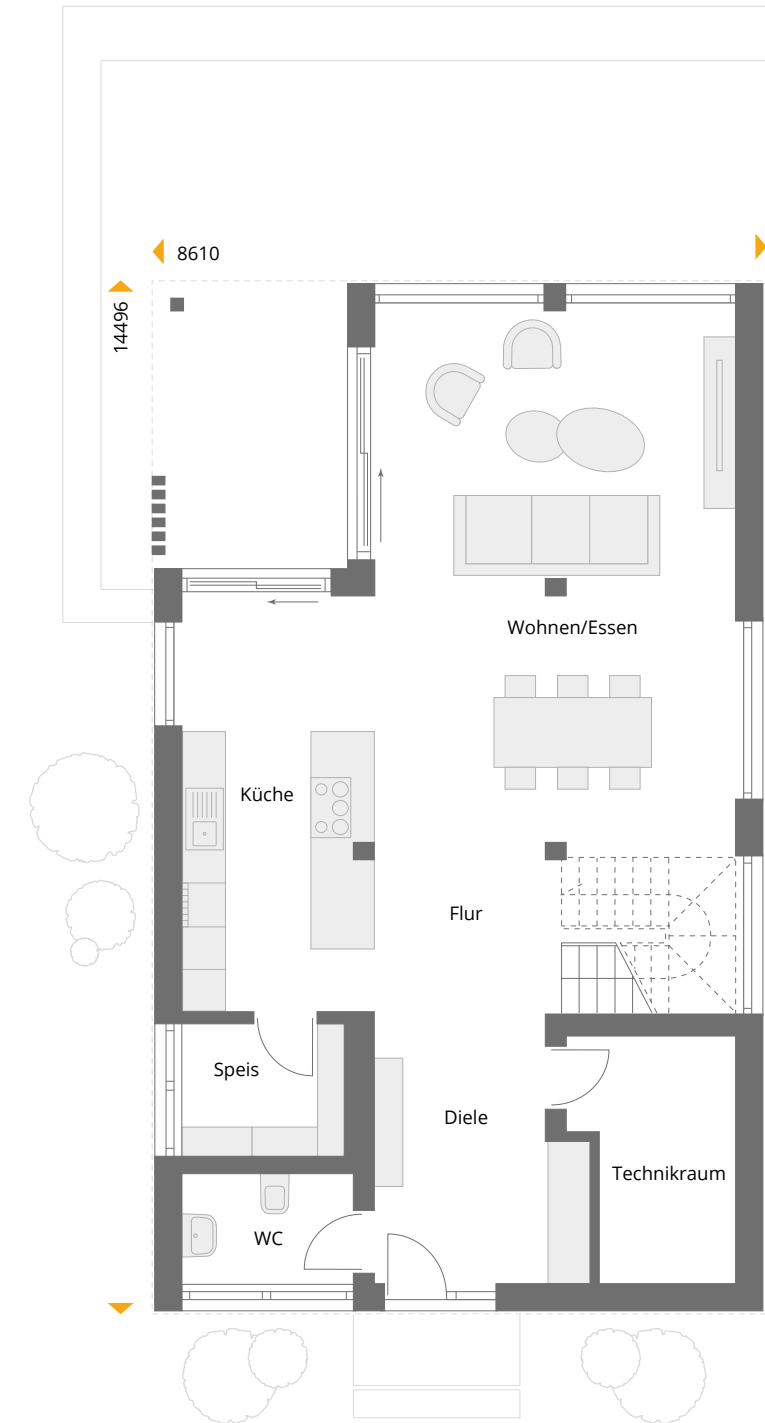 8610
14496
Wohnen/Essen
Küche
Flur
Speis
Diele
Technikraum
WC